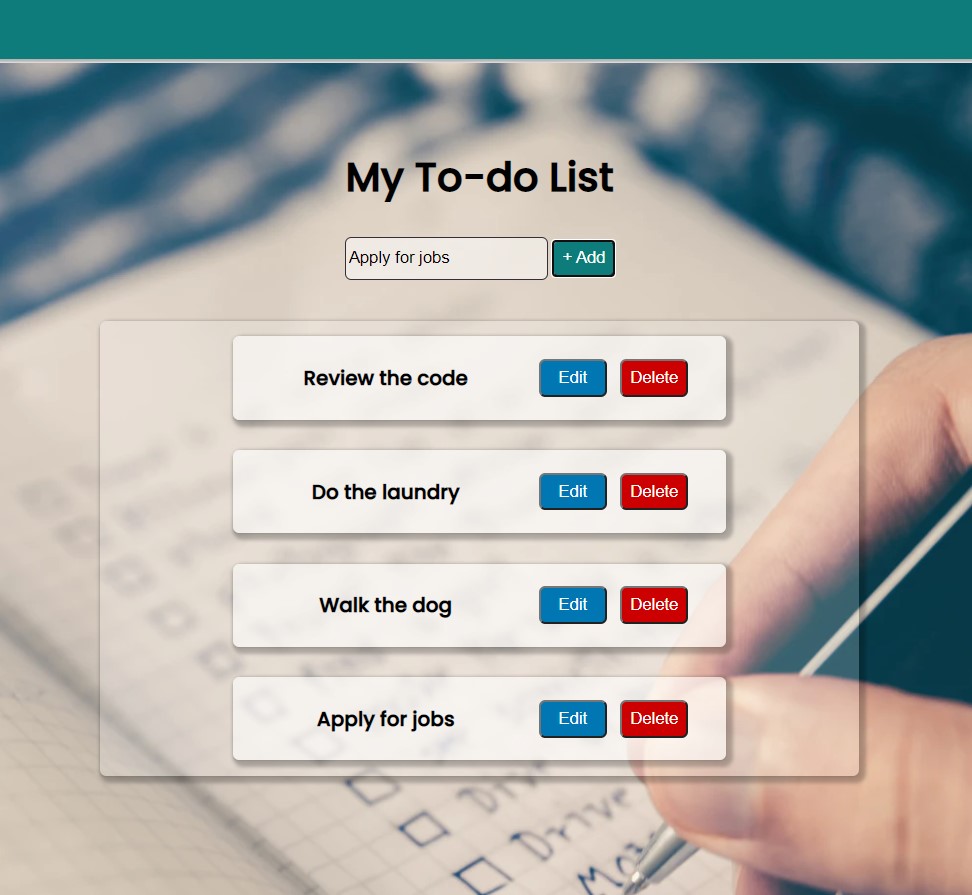 My To-do List
Apply for jobs + Add
Review the code Edit Delete
Do the laundry Edit Delete
Walk the dog Edit Delete
Apply for jobs Edit Delete
Drive